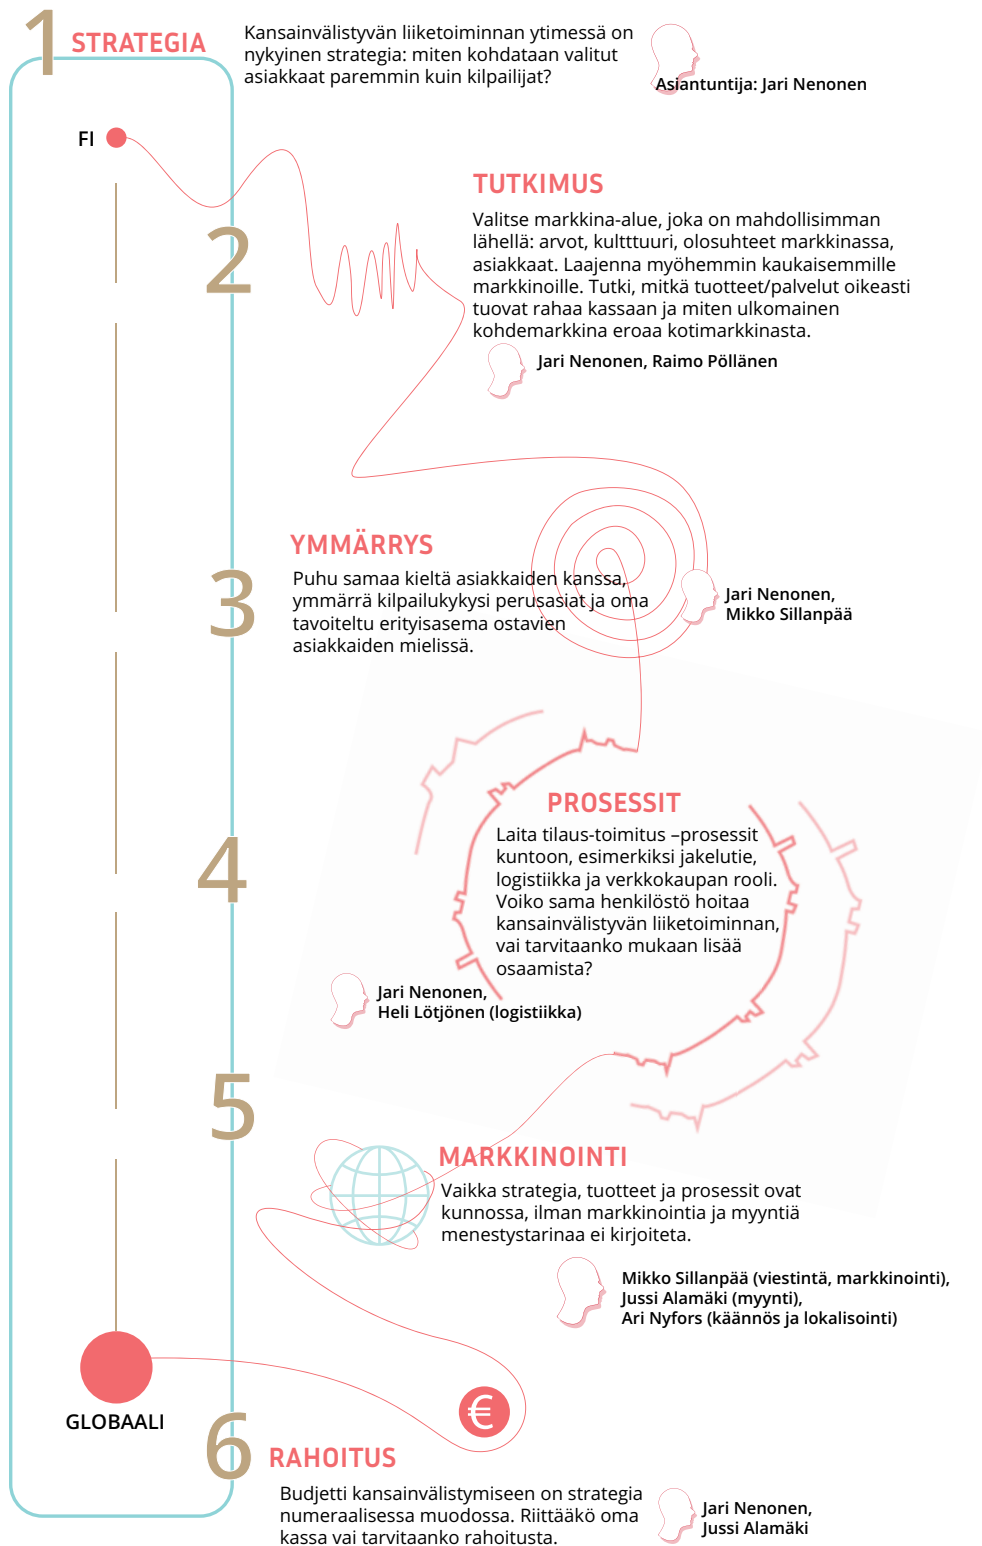 1 STRATEGIA
Kansainvälistyvän liiketoiminnan ytimessä on
nykyinen strategia: miten kohdataan valitut
asiakkaat paremmin kuin kilpailijat?
Asiantuntija: Jari Nenonen
FI
2
TUTKIMUS
Valitse markkina-alue, joka on mahdollisimman
lähellä: arvot, kultttuuri, olosuhteet markkinassa,
asiakkaat. Laajenna myöhemmin kaukaisemmille
markkinoille. Tutki, mitkä tuotteet/palvelut oikeasti
tuovat rahaa kassaan ja miten ulkomainen
kohdemarkkina eroaa kotimarkkinasta.
Jari Nenonen, Raimo Pöllänen
3
YMMÄRRYS
Puhu samaa kieltä asiakkaiden kanssa,
ymmärrä kilpailukykysi perusasiat ja oma
tavoiteltu erityisasema ostavien
asiakkaiden mielissä.
Jari Nenonen,
Mikko Sillanpää
4
PROSESSIT
Laita tilaus-toimitus –prosessit
kuntoon, esimerkiksi jakelutie,
logistiikka ja verkkokaupan rooli.
Voiko sama henkilöstö hoitaa
kansainvälistyvän liiketoiminnan,
vai tarvitaanko mukaan lisää
osaamista?
Jari Nenonen,
Heli Lötjönen (logistiikka)
5
MARKKINOINTI
Vaikka strategia, tuotteet ja prosessit ovat
kunnossa, ilman markkinointia ja myyntiä
menestystarinaa ei kirjoiteta.
Mikko Sillanpää (viestintä, markkinointi),
Jussi Alamäki (myynti),
Ari Nyfors (käännös ja lokalisointi)
GLOBAALI
€
6
RAHOITUS
Budjetti kansainvälistymiseen on strategia
numeraalisessa muodossa. Riittääkö oma
kassa vai tarvitaanko rahoitusta.
Jari Nenonen,
Jussi Alamäki